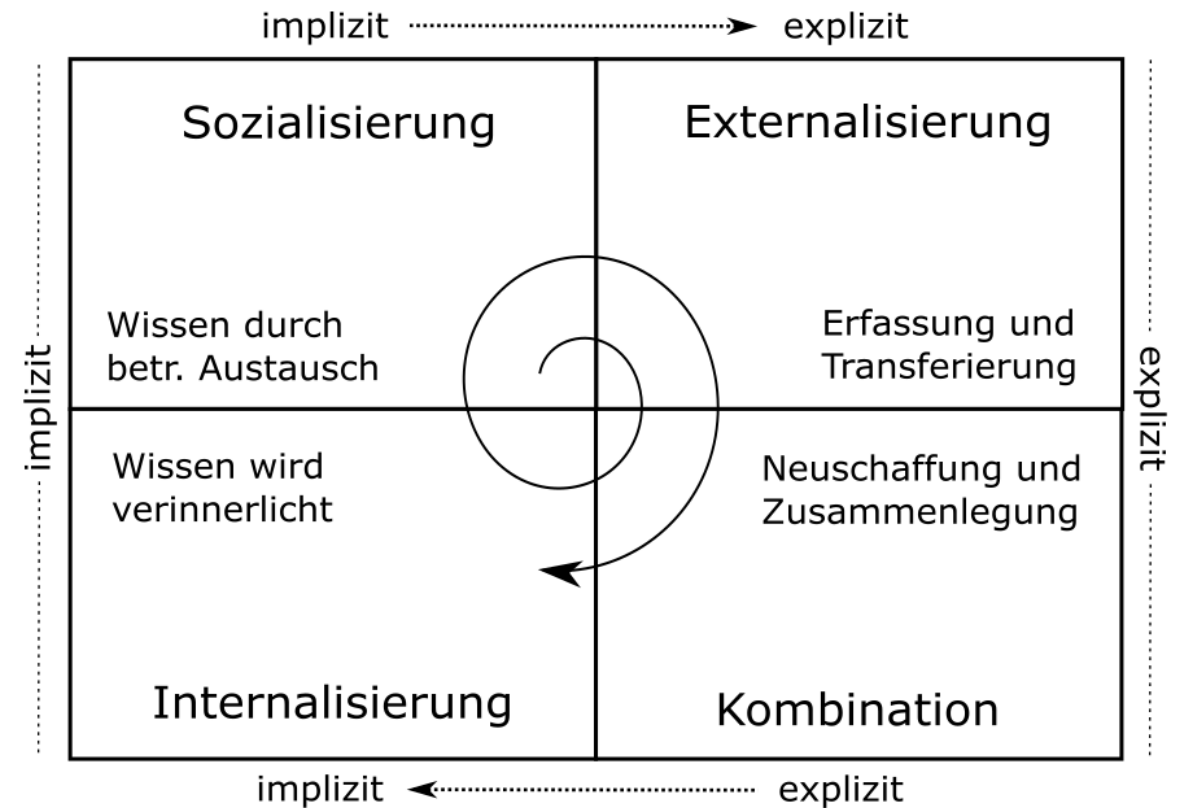 implizit explizit
Sozialisierung
Externalisierung
Wissen durch
betr. Austausch
Erfassung und
Transferierung
implizit
explizit
Wissen wird
verinnerlicht
Neuschaffung und
Zusammenlegung
Internalisierung
Kombination
implizit explizit